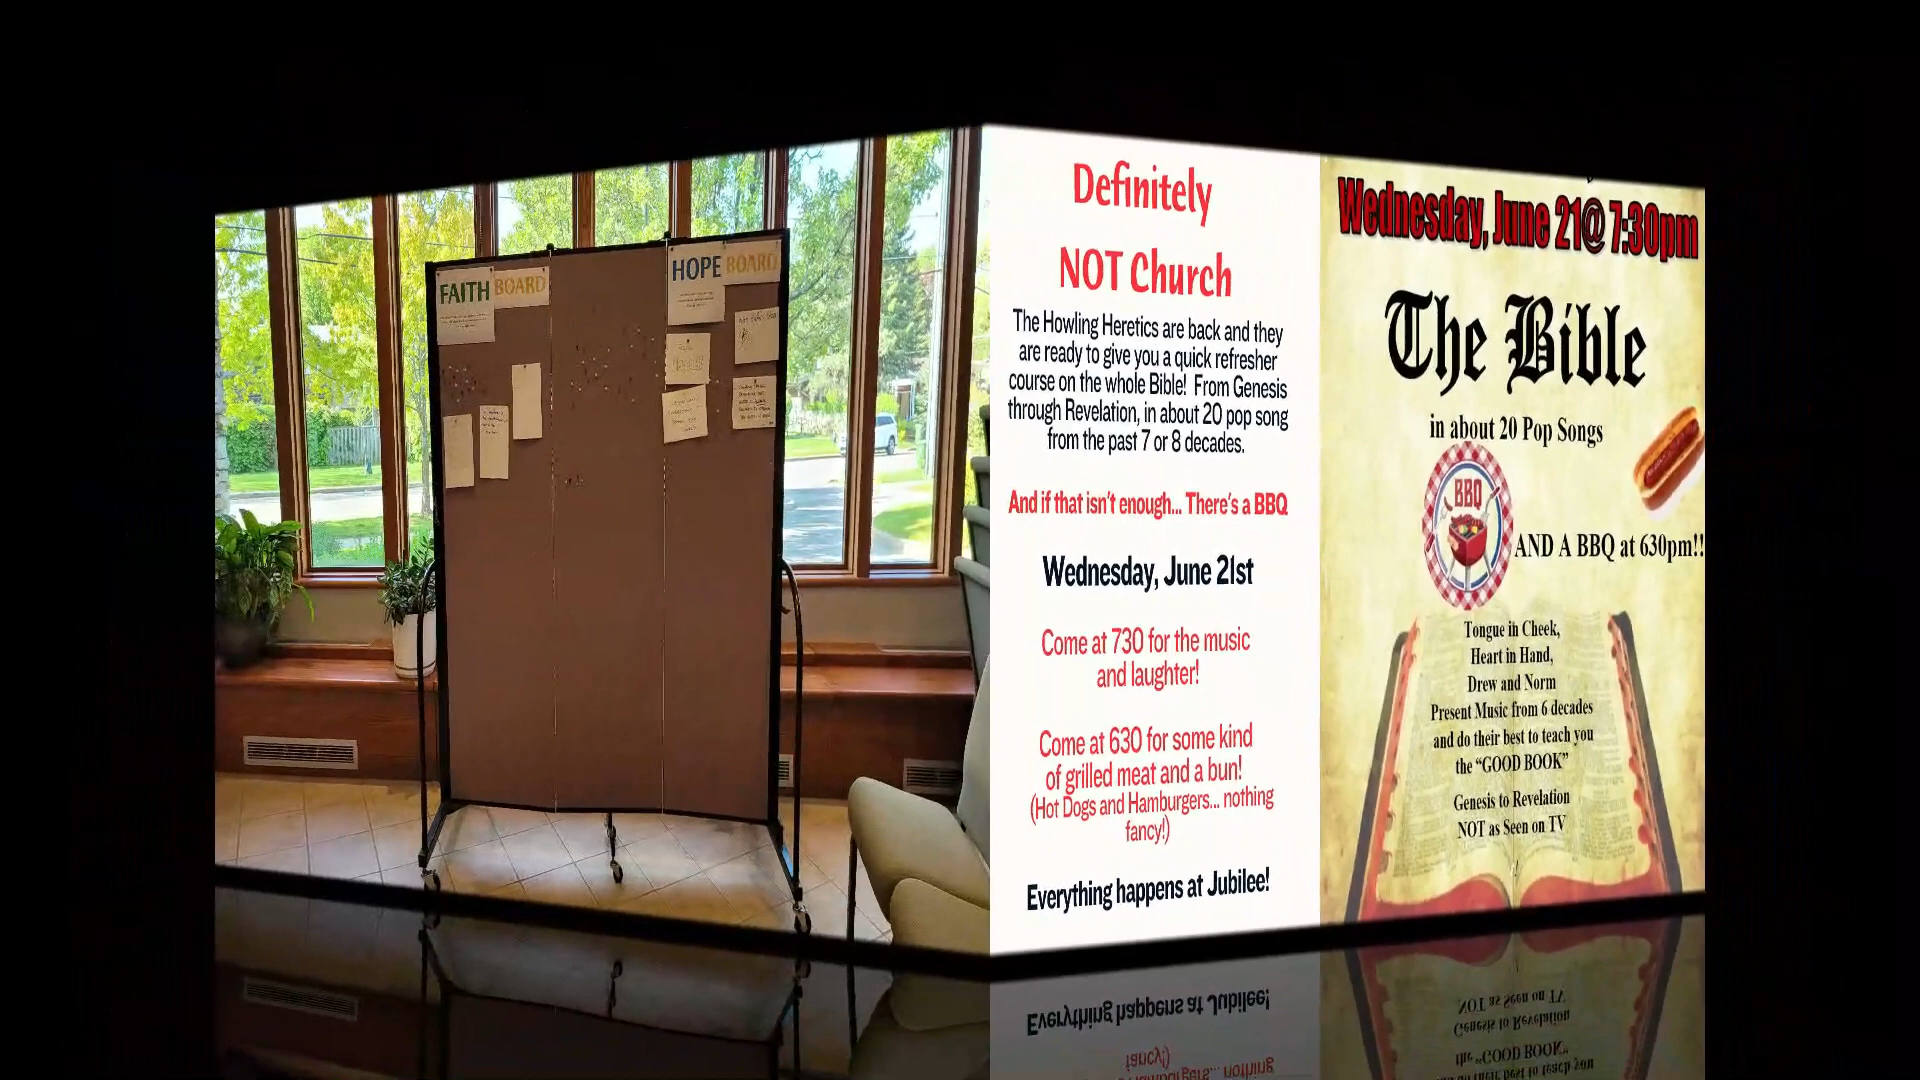 FAITH BOARD
HOPE BOARD
Definitely
NOT Church
The Howling Heretics are back and they
are ready to give you a quick refresher
course on the whole Bible! From Genesis
through Revelation, in about 20 pop song
from the past 7 or 8 decades.
And if that isn't enough... There's a BBQ
Wednesday, June 21st
Come at 730 for the music
and laughter!
Come at 630 for some kind
of grilled meat and a bun!
(Hot Dogs and Hamburgers... nothing
fancy!)
Everything happens at Jubilee!
Wednesday, June 21@ 7:30pm
The Bible
in about 20 Pop Songs
BBQ
AND A BBQ at 630pm!!
Tongue in Cheek,
Heart in Hand,
Drew and Norm
Present Music from 6 decades
and do their best to teach you
the "GOOD BOOK"
Genesis to Revelation
NOT as Seen on TV